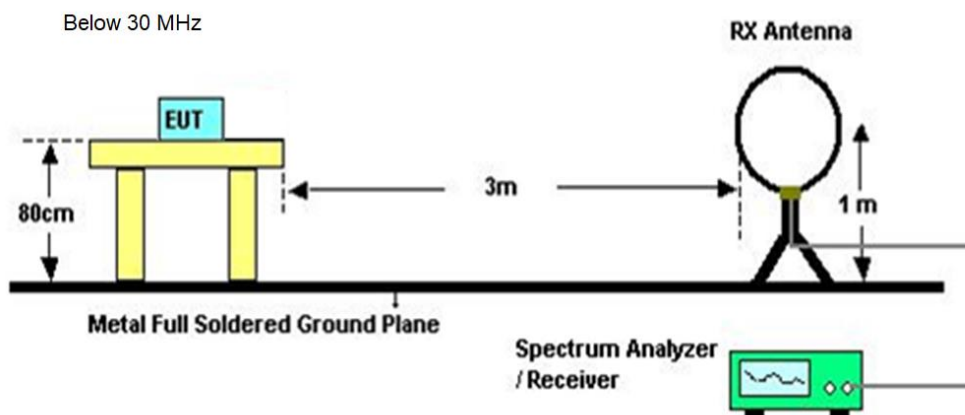 Below 30 MHz
RX Antenna
EUT
80cm
3m
1 m
Metal Full Soldered Ground Plane
Spectrum Analyzer
/ Receiver